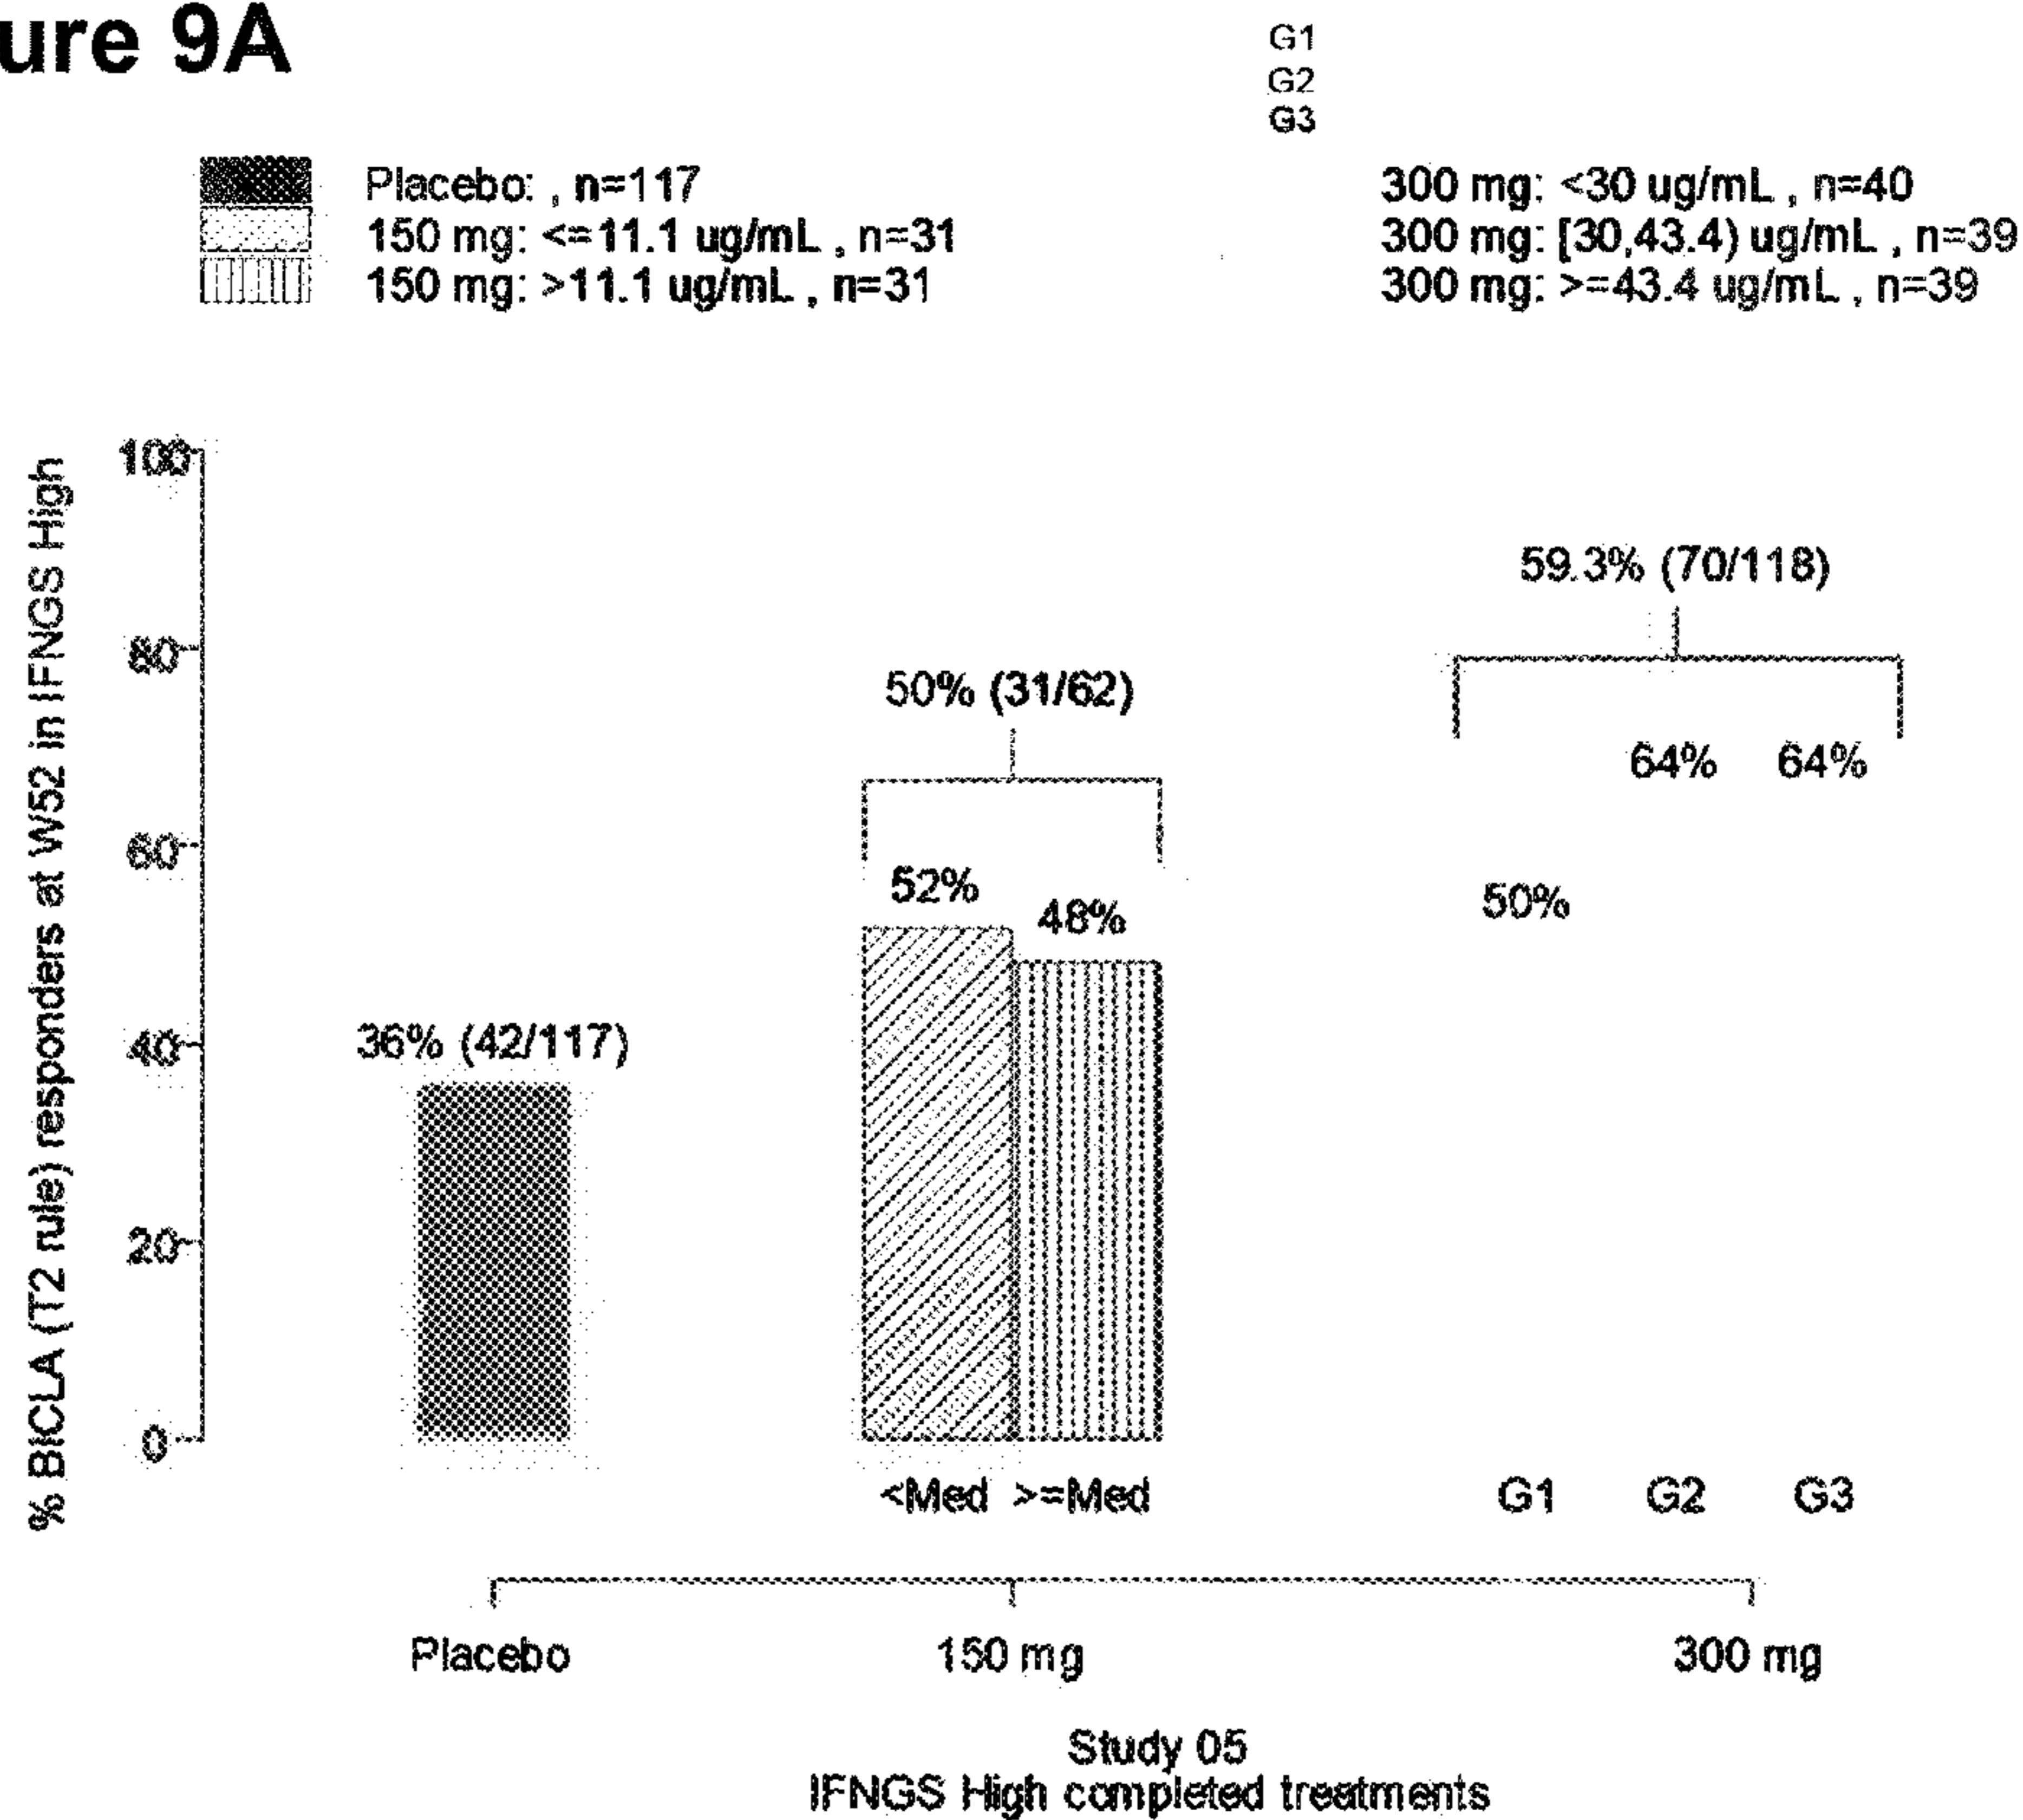 ure 9A
G1
G2
G3
Placebo: , n=117
150 mg: <=11.1 ug/mL , n=31
150 mg: >11.1 ug/mL , n=31
300 mg: <30 ug/mL , n=40
300 mg: [30,43.4) ug/mL , n=39
300 mg: >=43.4 ug/mL , n=39
% BICLA (T2 rule) responders at W52 in IFNGS High
100
80
60
40
20
0
36% (42/117)
50% (31/62)
52%
48%
59.3% (70/118)
50%
64%
64%
<Med >=Med
G1 G2 G3
Placebo
150 mg
300 mg
Study 05
IFNGS High completed treatments